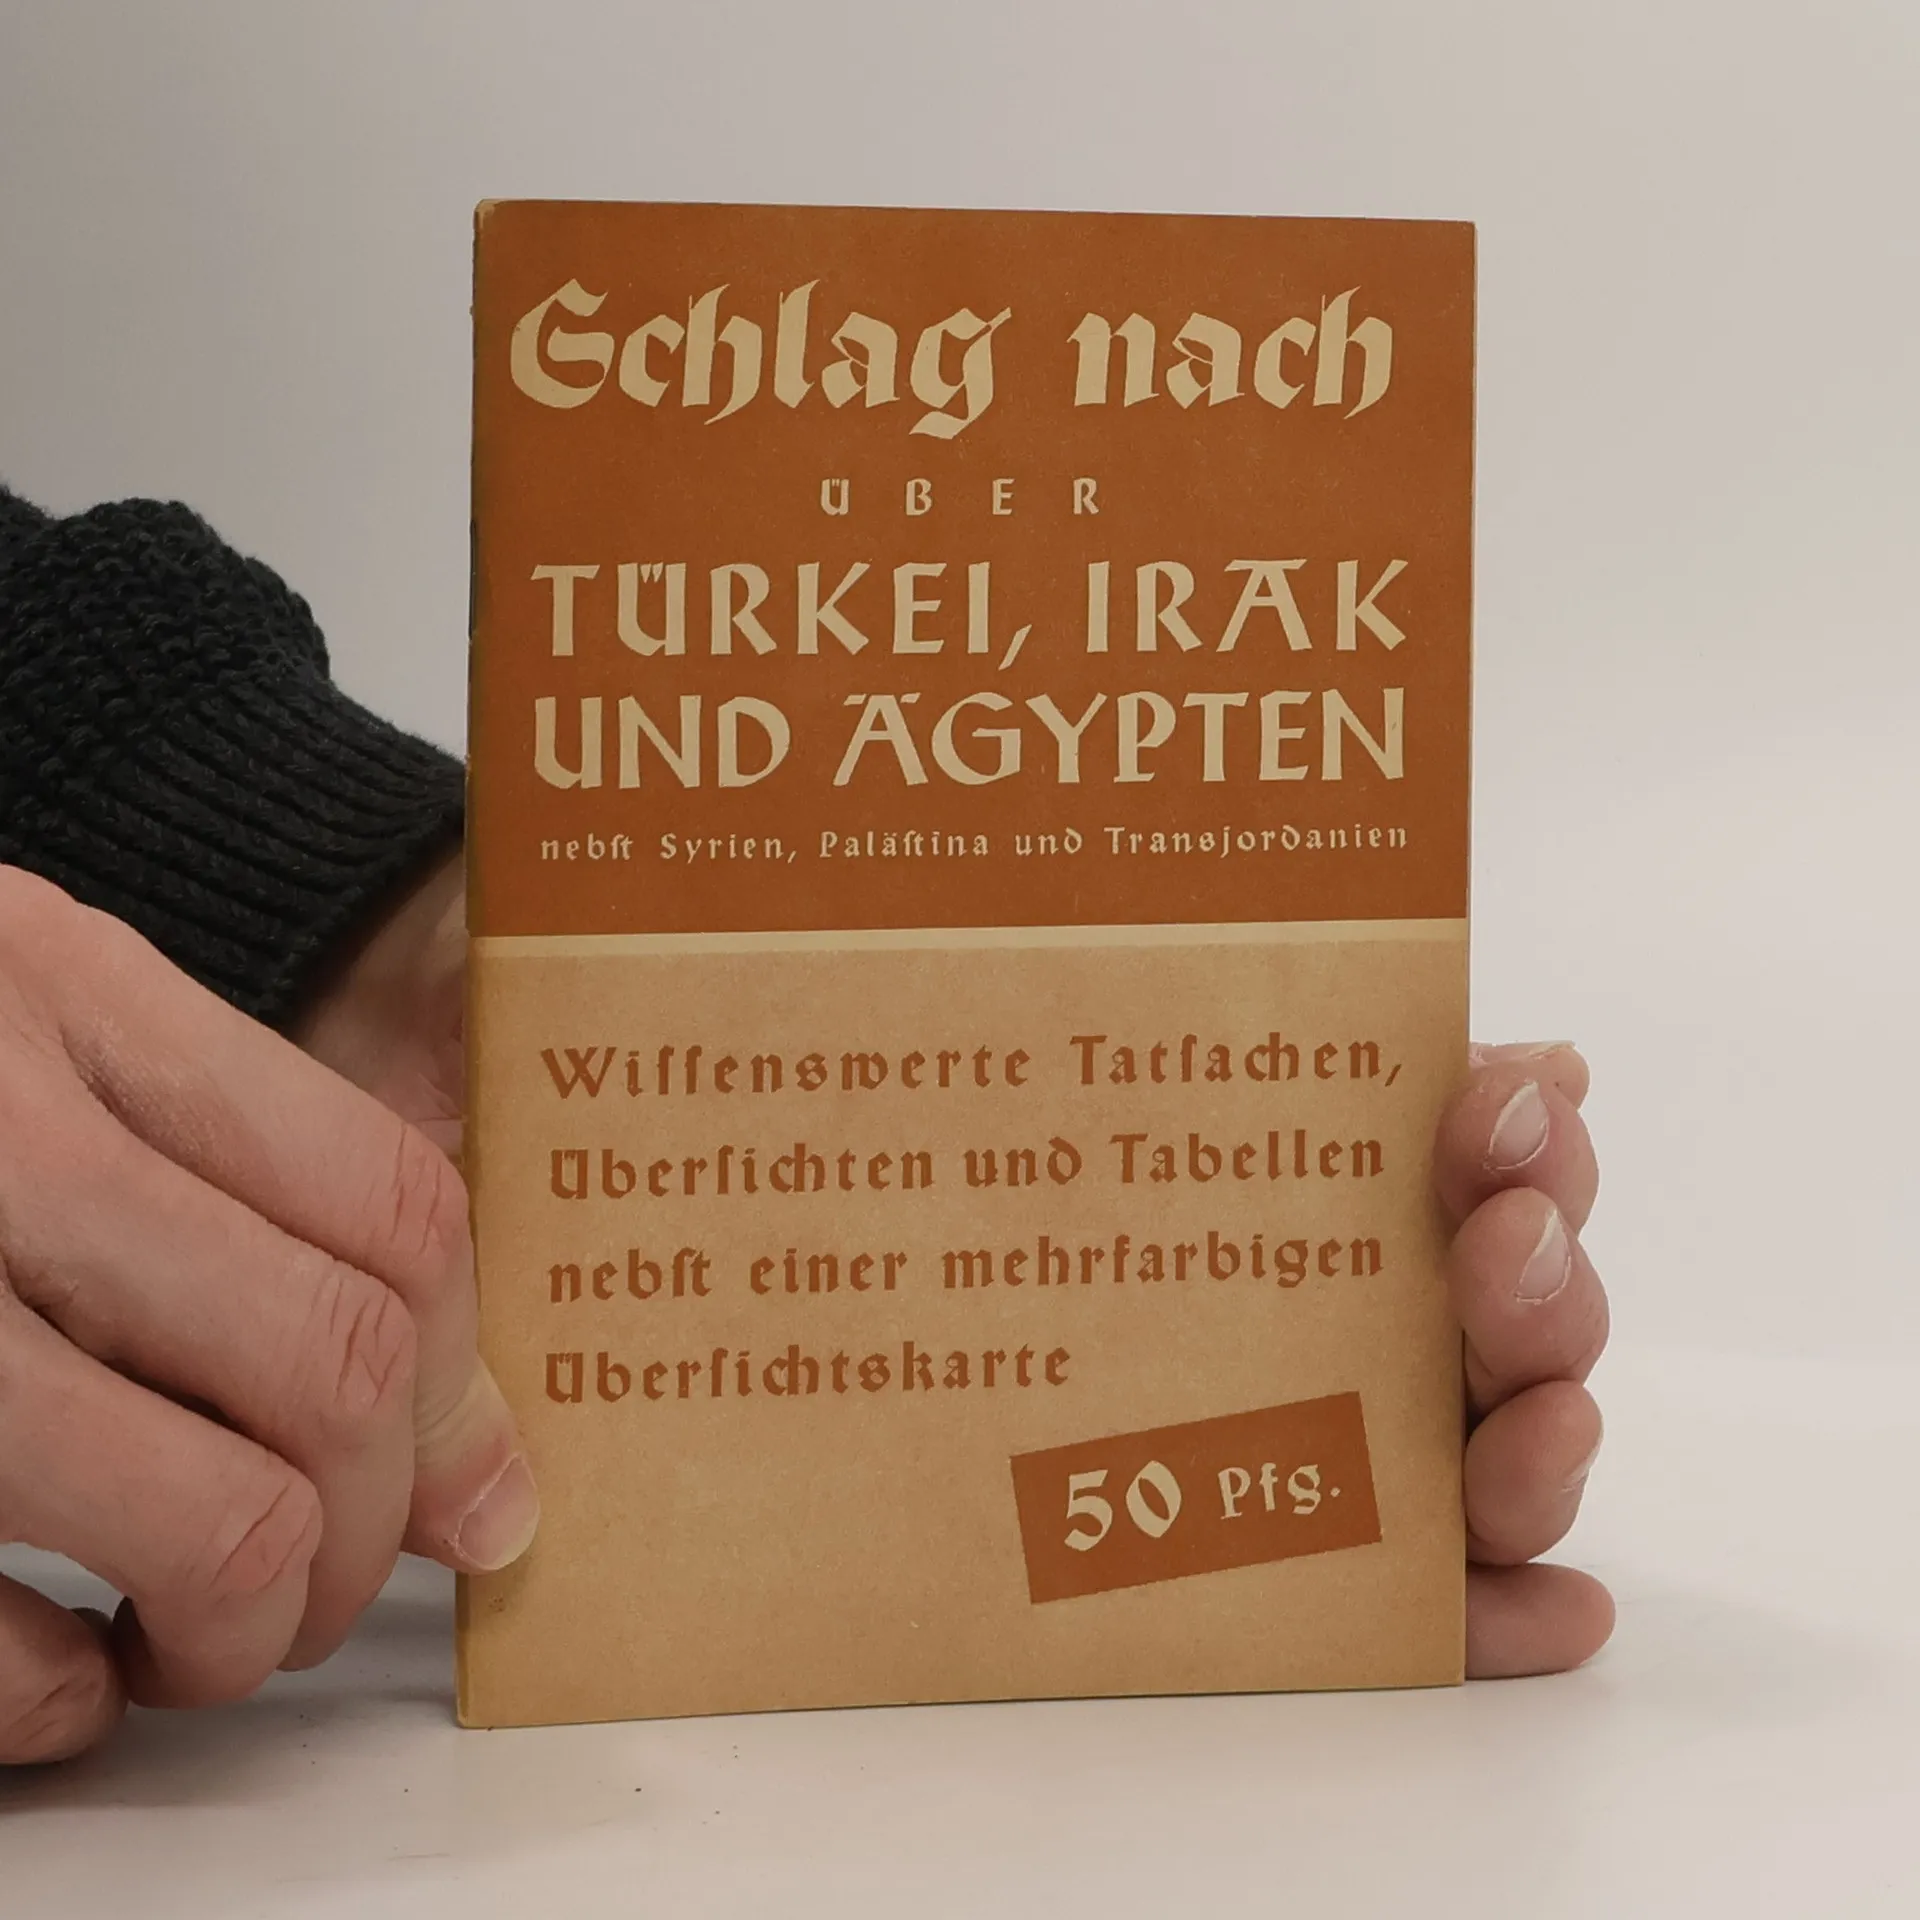 Schlag nach
ÜBER
TÜRKEI, IRAK
UND ÄGYPTEN
nebſt Syrien, Paläſtina und Transjordanien
Wiſſenswerte Tatſachen,
Überſichten und Tabellen
nebſt einer mehrfarbigen
Überſichtskarte
50 Pfg.